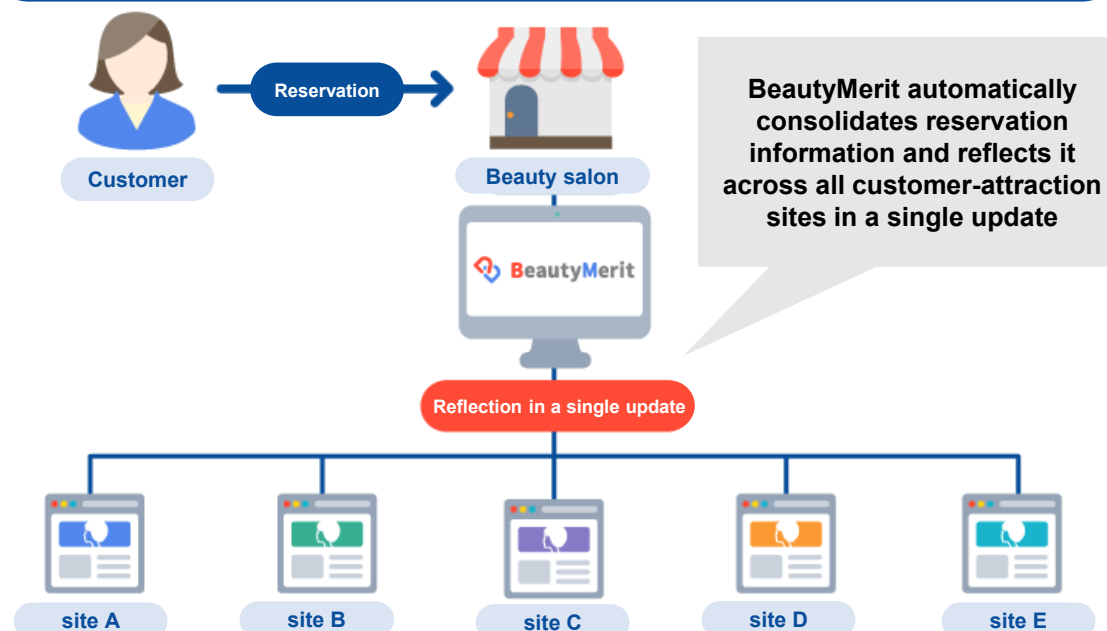 Reservation
Customer
Beauty salon
BeautyMerit automatically
consolidates reservation
information and reflects it
across all customer-attraction
sites in a single update
BeautyMerit
Reflection in a single update
site A
site B
site C
site D
site E